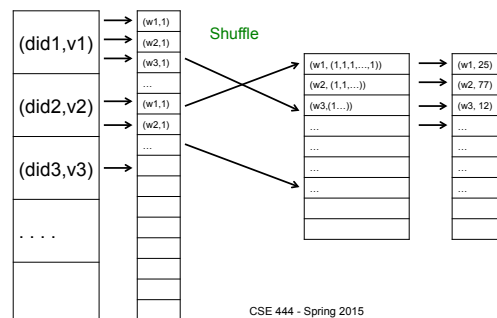 (did1,v1)
(did2,v2)
(did3,v3)
. . . .
(w1,1)
(w2,1)
(w3,1)
…
(w1,1)
(w2,1)
…
Shuffle
(w1, (1,1,1,…,1))
(w2, (1,1,…))
(w3,(1…))
…
…
…
…
(w1, 25)
(w2, 77)
(w3, 12)
…
…
…
…
CSE 444 - Spring 2015